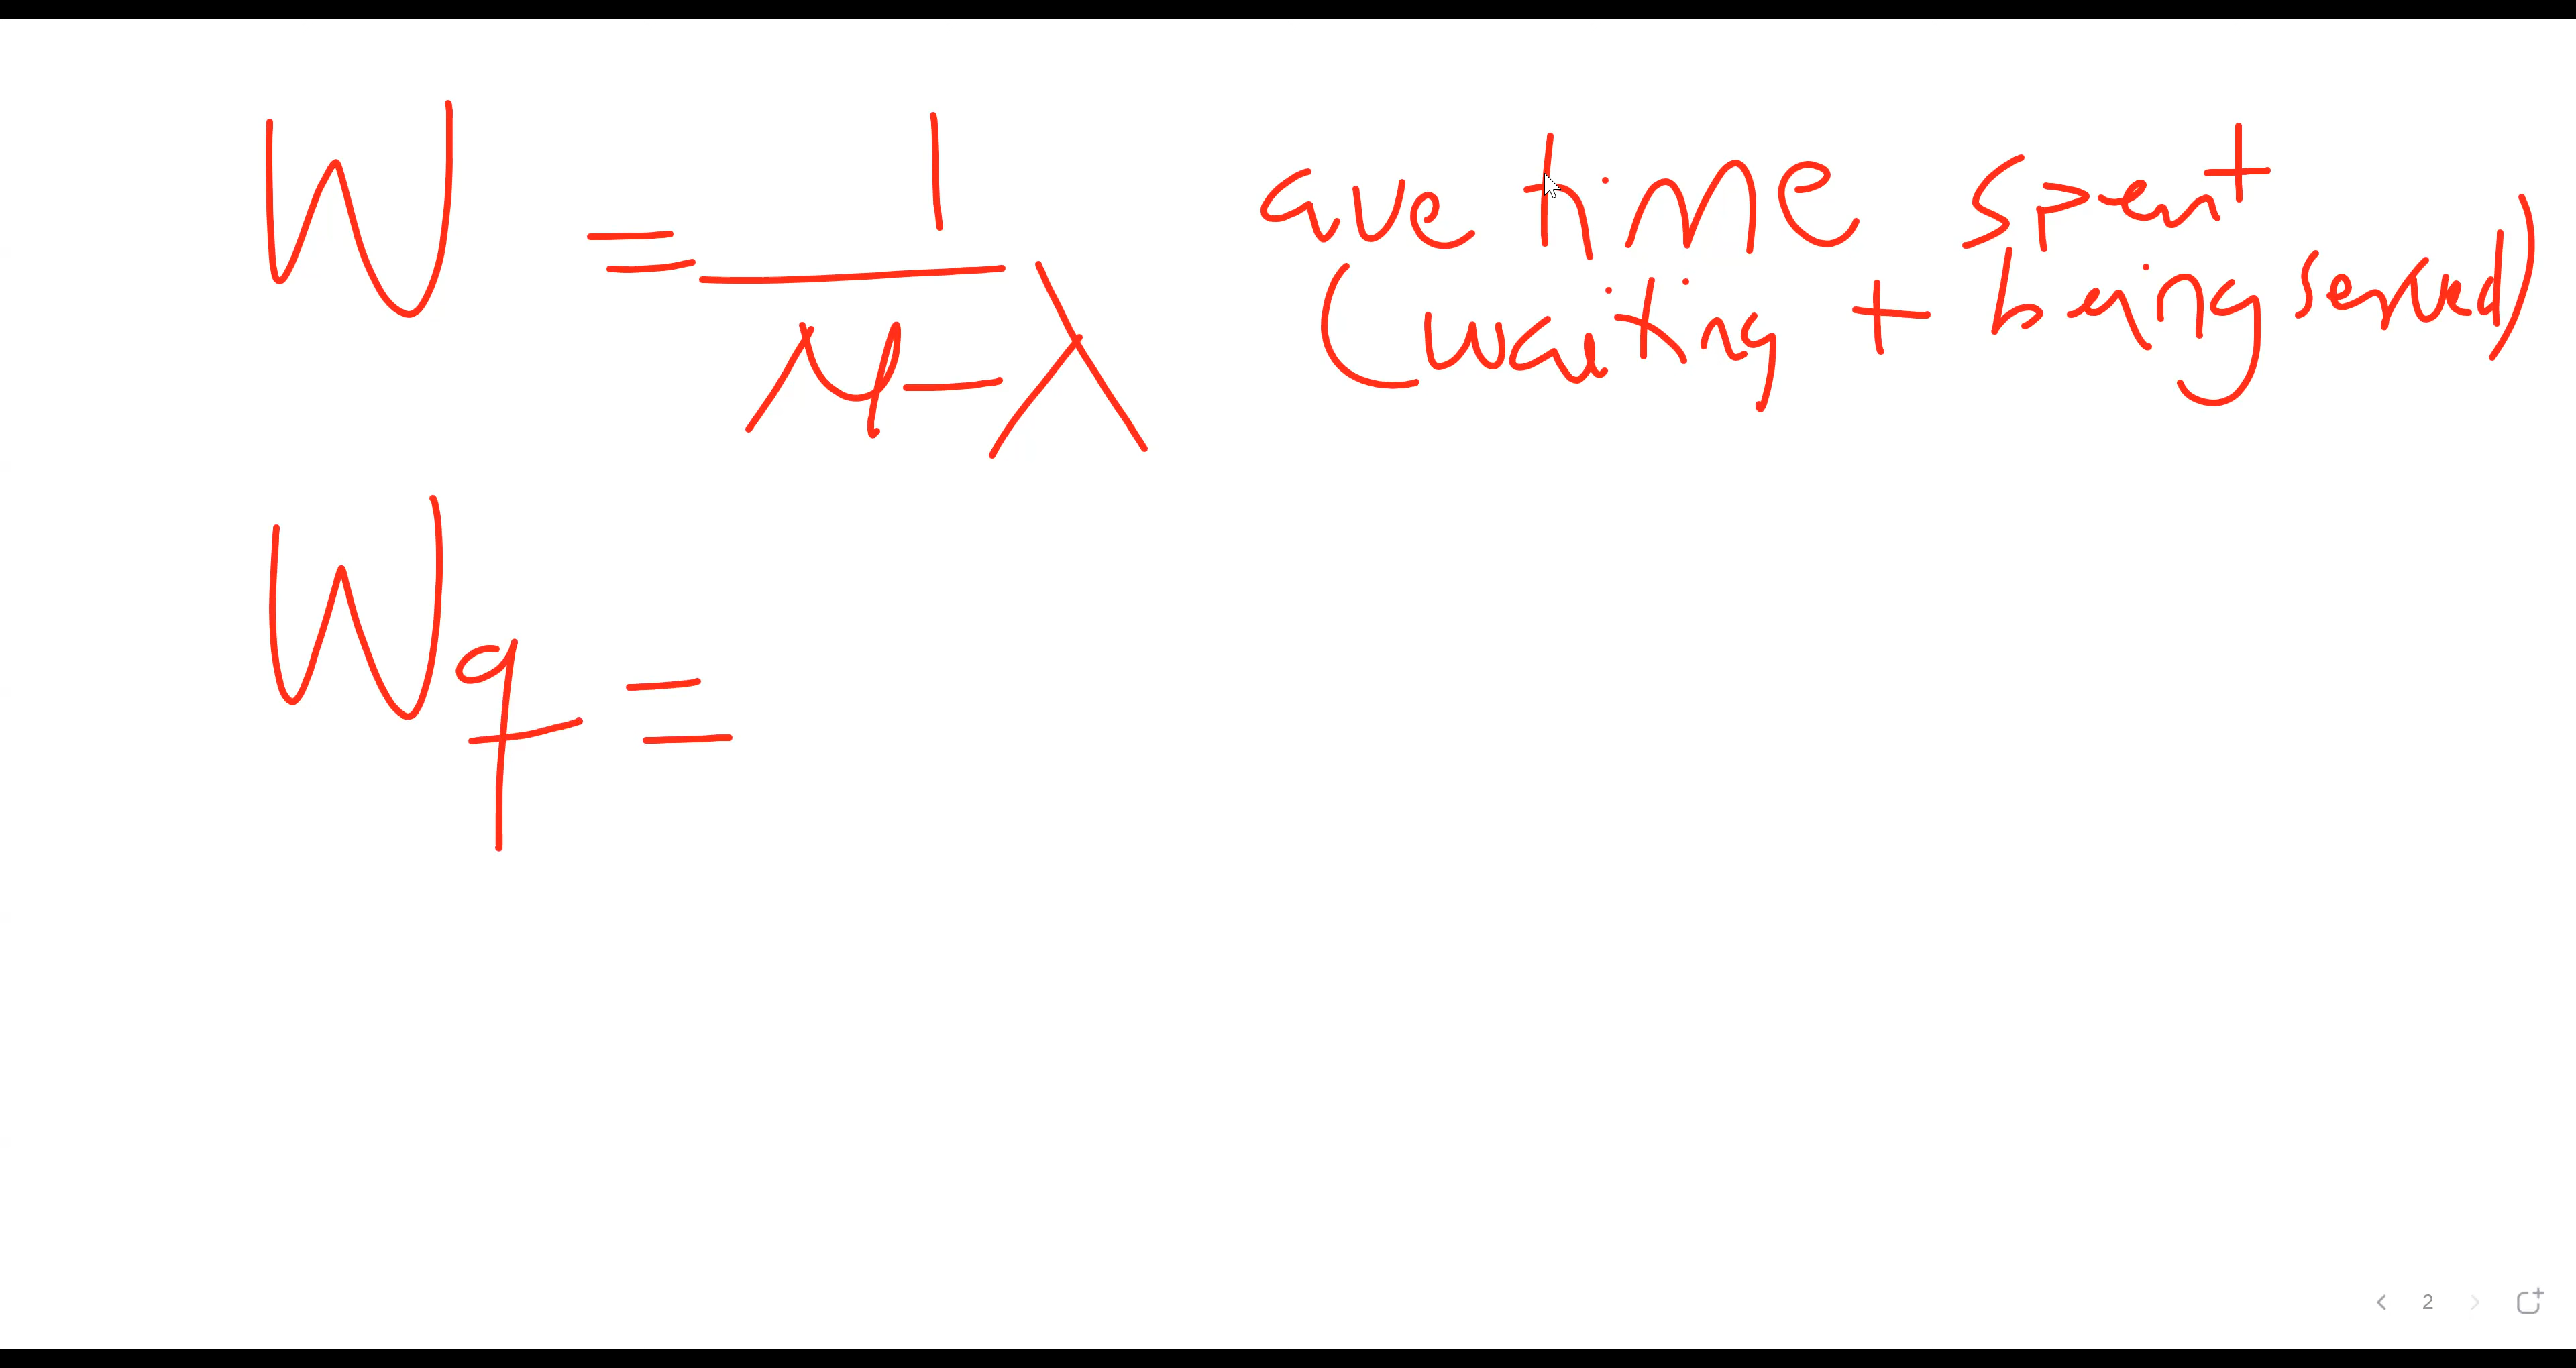 W = 1 / (μ - λ) ave time spent
(waiting + being served)
Wq =
2